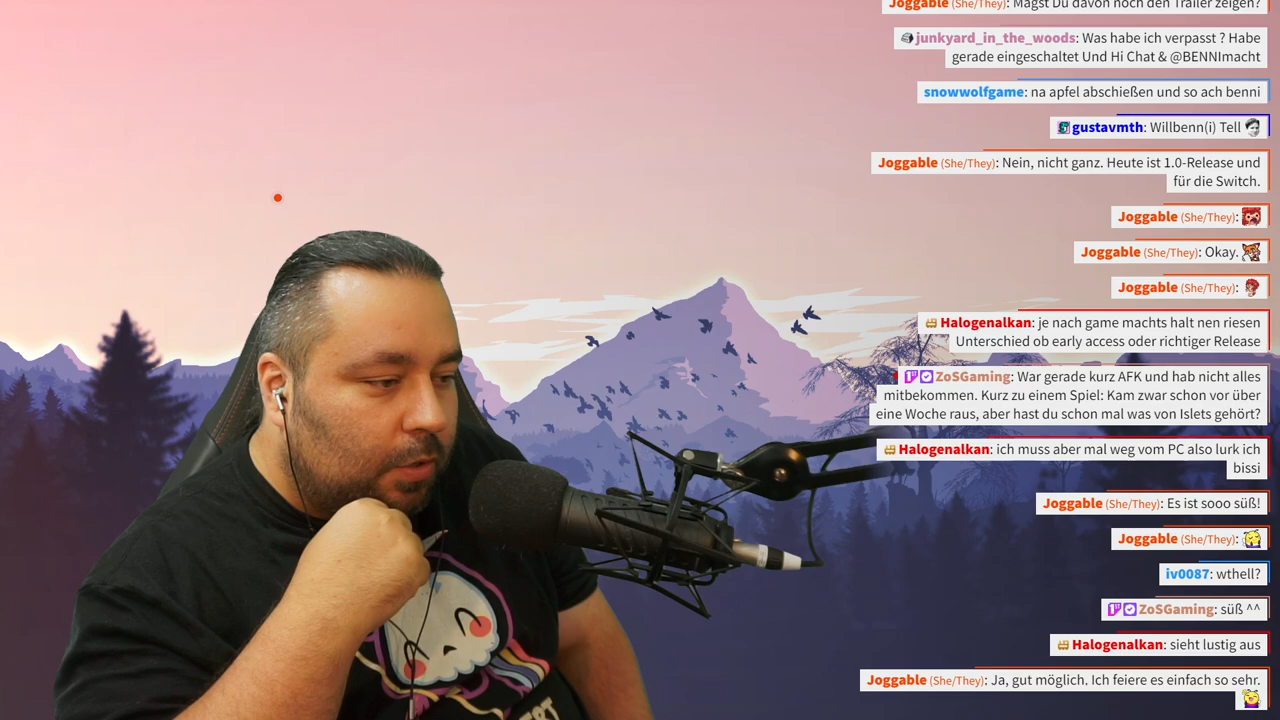 Joggable (She/They): Magst Du davon noch den Trailer zeigen?
junkyard_in_the_woods: Was habe ich verpasst ? Habe
gerade eingeschaltet Und Hi Chat & @BENNImacht
snowwolfgame: na apfel abschießen und so ach benni
gustavmth: Willbenn(i) Tell
Joggable (She/They): Nein, nicht ganz. Heute ist 1.0-Release und
für die Switch.
Joggable (She/They):
Joggable (She/They): Okay.
Joggable (She/They):
Halogenalkan: je nach game machts halt nen riesen
Unterschied ob early access oder richtiger Release
ZoSGaming: War gerade kurz AFK und hab nicht alles
mitbekommen. Kurz zu einem Spiel: Kam zwar schon vor über
eine Woche raus, aber hast du schon mal was von Islets gehört?
Halogenalkan: ich muss aber mal weg vom PC also lurk ich
bissi
Joggable (She/They): Es ist sooo süß!
Joggable (She/They):
iv0087: wthell?
ZoSGaming: süß ^^
Halogenalkan: sieht lustig aus
Joggable (She/They): Ja, gut möglich. Ich feiere es einfach so sehr.